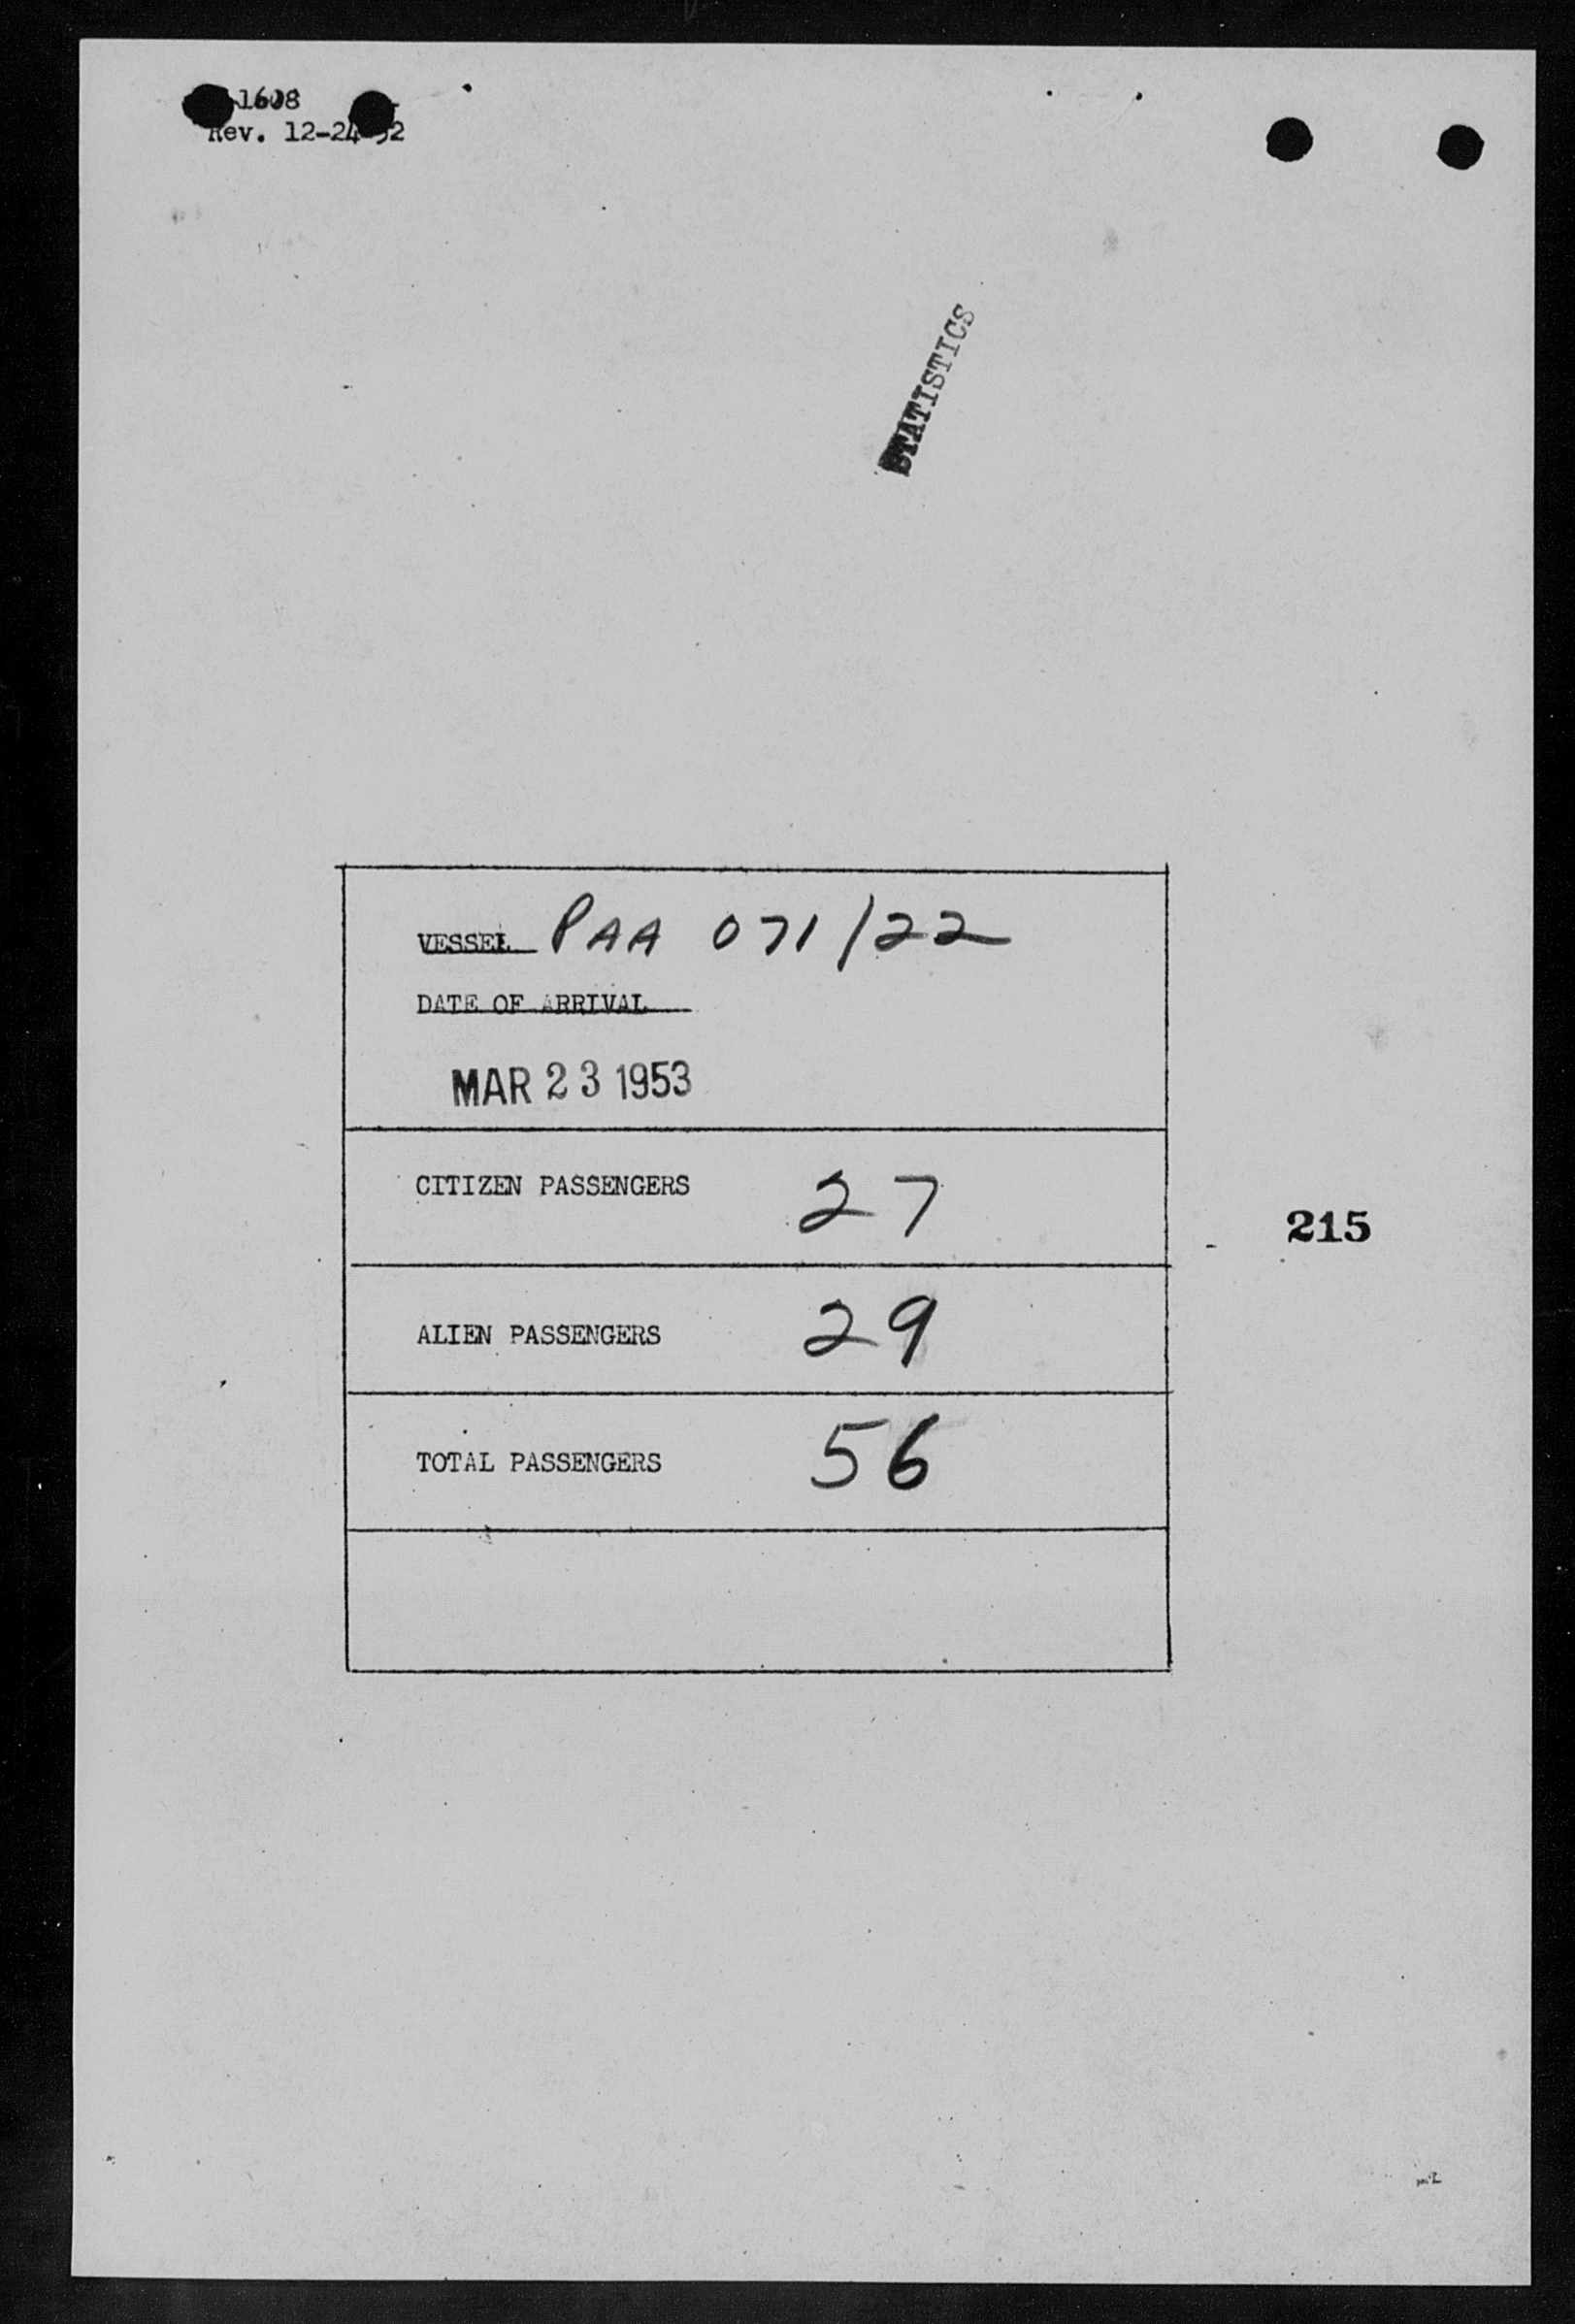 1608
Rev. 12-24-52
STATISTICS
VESSEL PAA 071/22
DATE OF ARRIVAL
MAR 23 1953
CITIZEN PASSENGERS 27
215
ALIEN PASSENGERS 29
TOTAL PASSENGERS 56